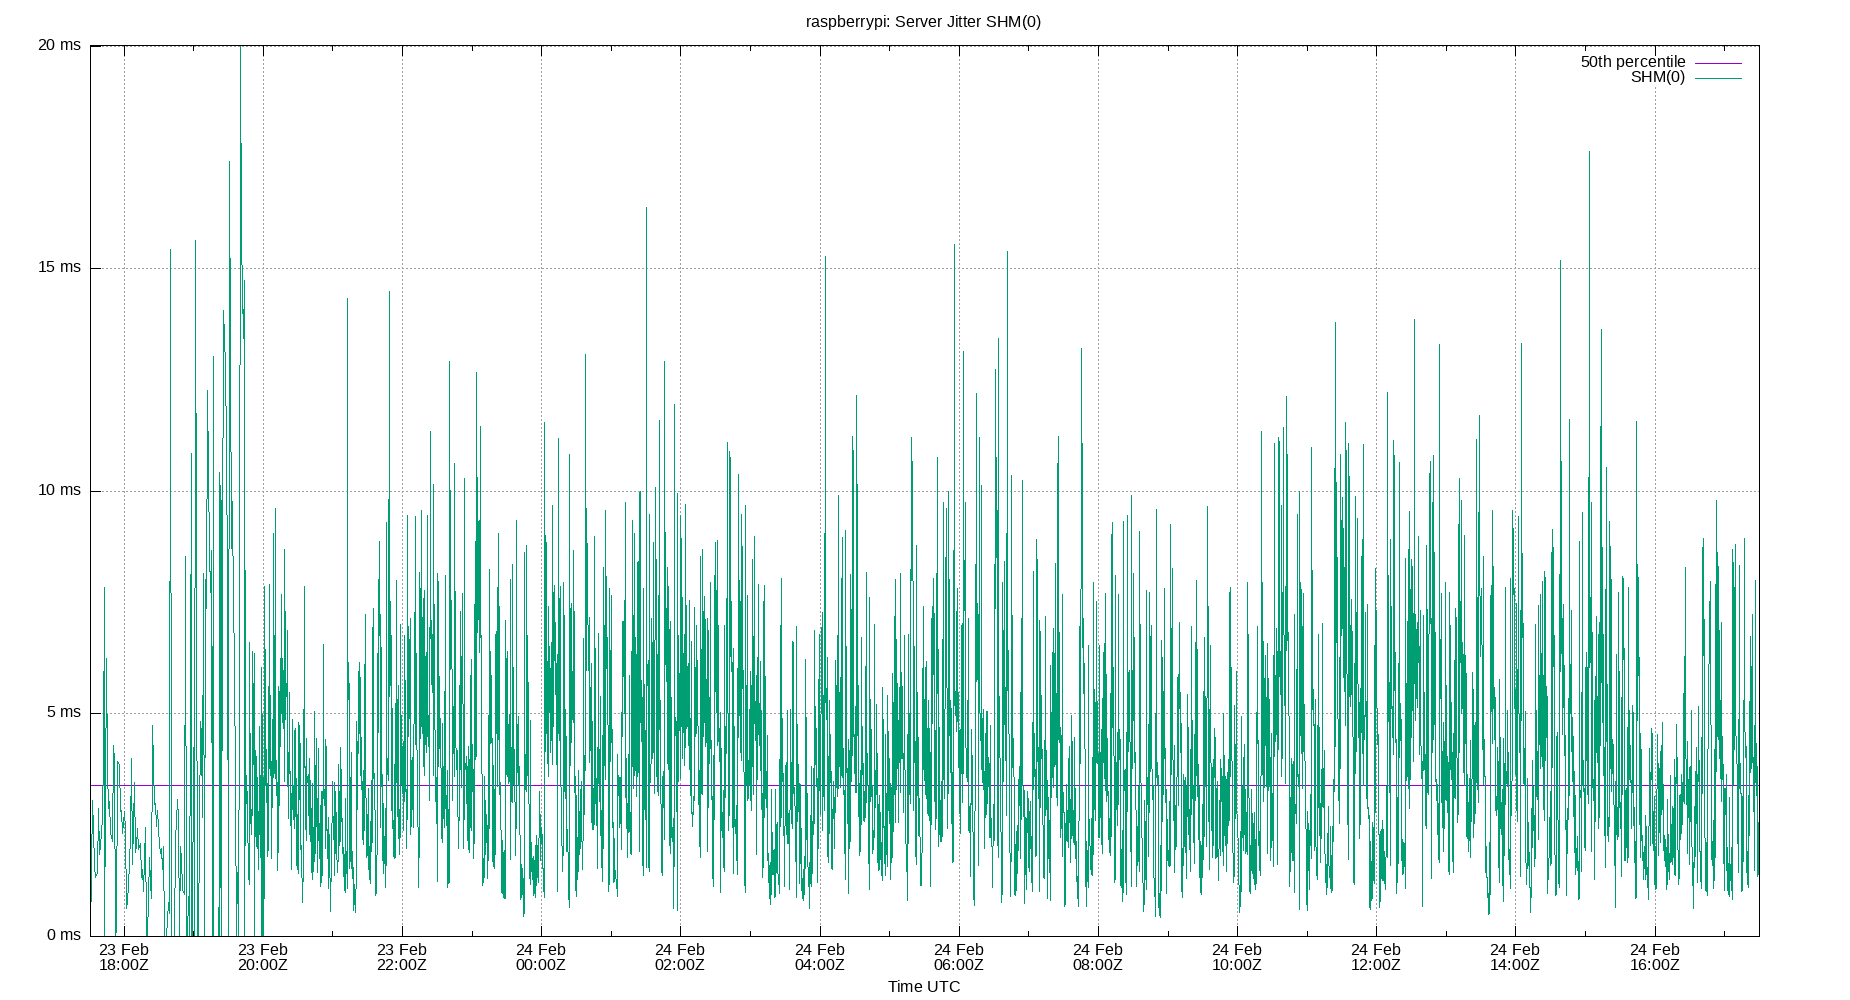 raspberrypi: Server Jitter SHM(0)
20 ms
15 ms
10 ms
5 ms
0 ms
50th percentile
SHM(0)
23 Feb 23 Feb 23 Feb 24 Feb 24 Feb 24 Feb 24 Feb 24 Feb 24 Feb 24 Feb 24 Feb 24 Feb
18:00Z 20:00Z 22:00Z 00:00Z 02:00Z 04:00Z 06:00Z 08:00Z 10:00Z 12:00Z 14:00Z 16:00Z
Time UTC